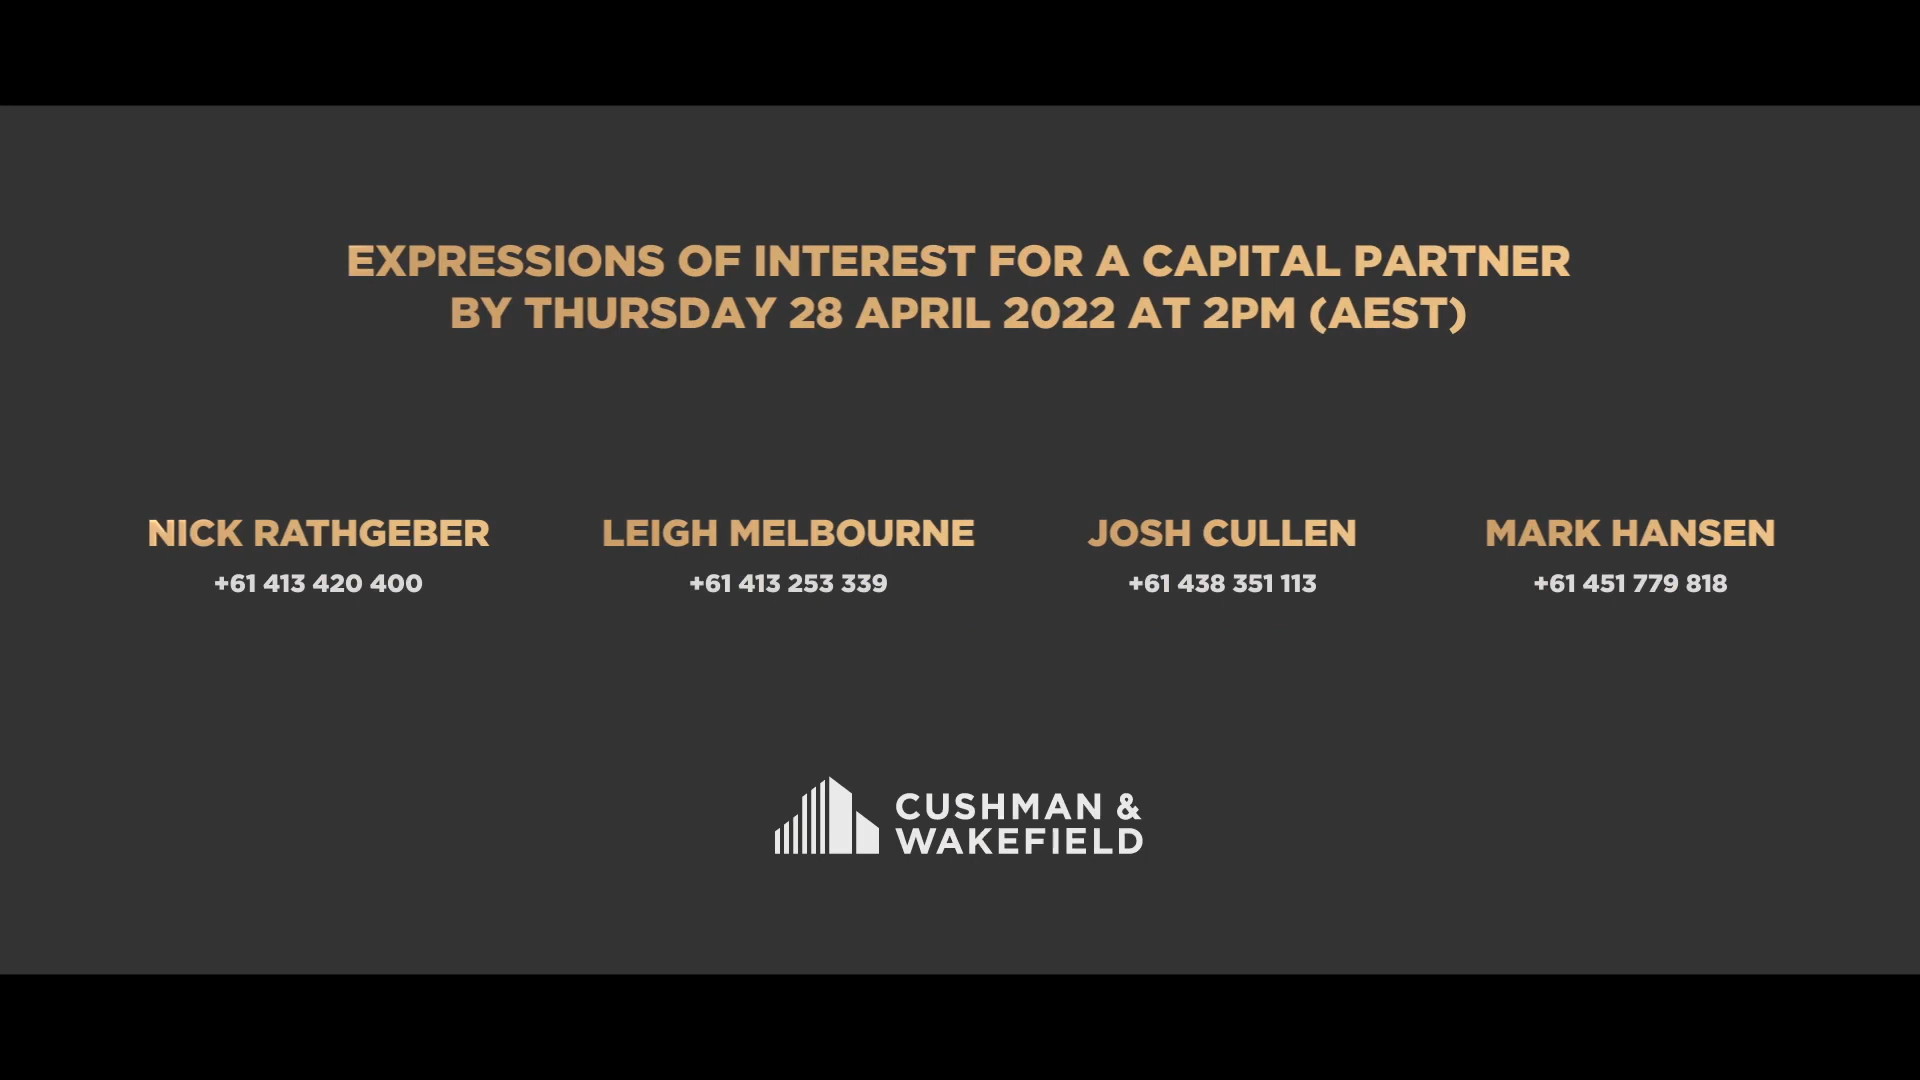 EXPRESSIONS OF INTEREST FOR A CAPITAL PARTNER
BY THURSDAY 28 APRIL 2022 AT 2PM (AEST)
NICK RATHGEBER
+61 413 420 400
LEIGH MELBOURNE
+61 413 253 339
JOSH CULLEN
+61 438 351 113
MARK HANSEN
+61 451 779 818
CUSHMAN &
WAKEFIELD